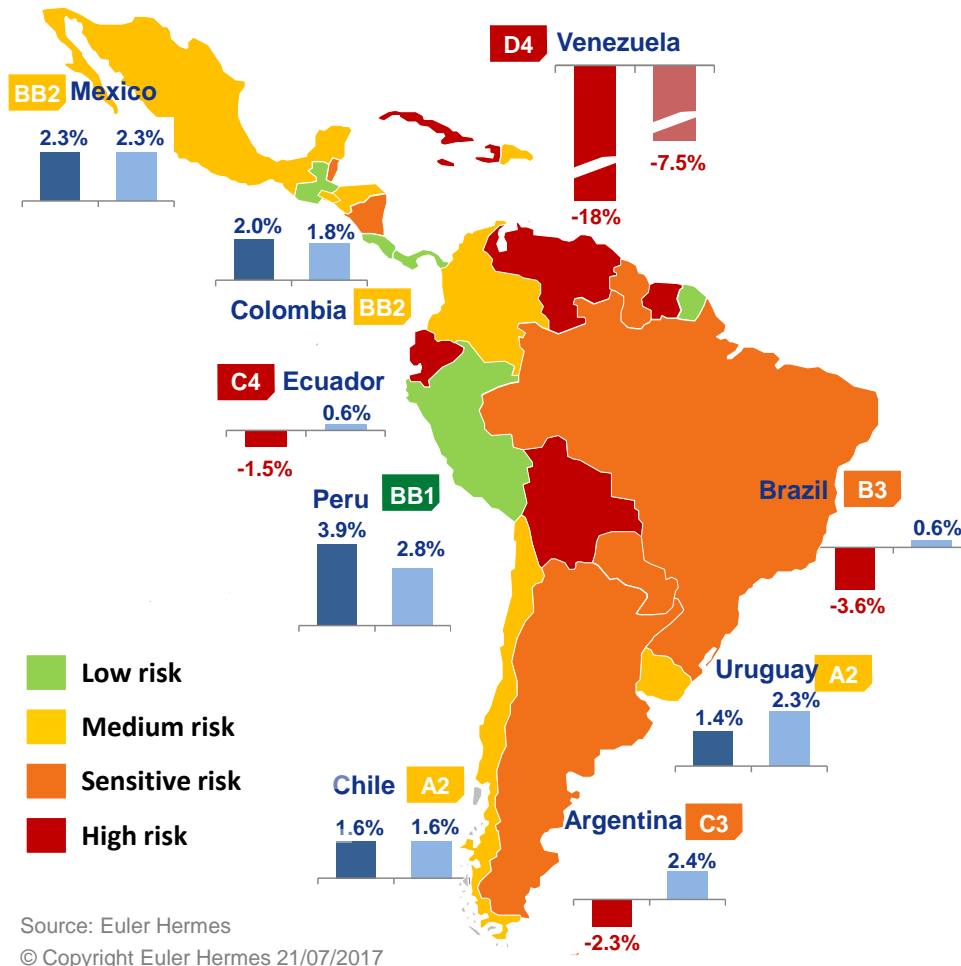 D4 Venezuela
-7.5%
-18%
BB2 Mexico
2.3% 2.3%
2.0% 1.8%
Colombia BB2
C4 Ecuador
0.6%
-1.5%
Peru BB1
3.9% 2.8%
Brazil B3
0.6%
-3.6%
Uruguay A2
1.4% 2.3%
Low risk
Medium risk
Sensitive risk
High risk
Chile A2
1.6% 1.6%
Argentina C3
2.4%
-2.3%
Source: Euler Hermes
© Copyright Euler Hermes 21/07/2017